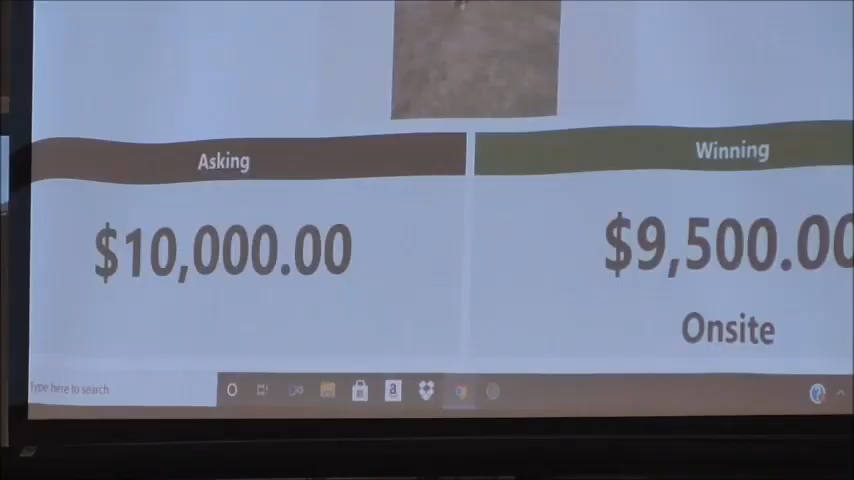 Asking
Winning
$10,000.00
$9,500.00
Onsite
Type here to search
a